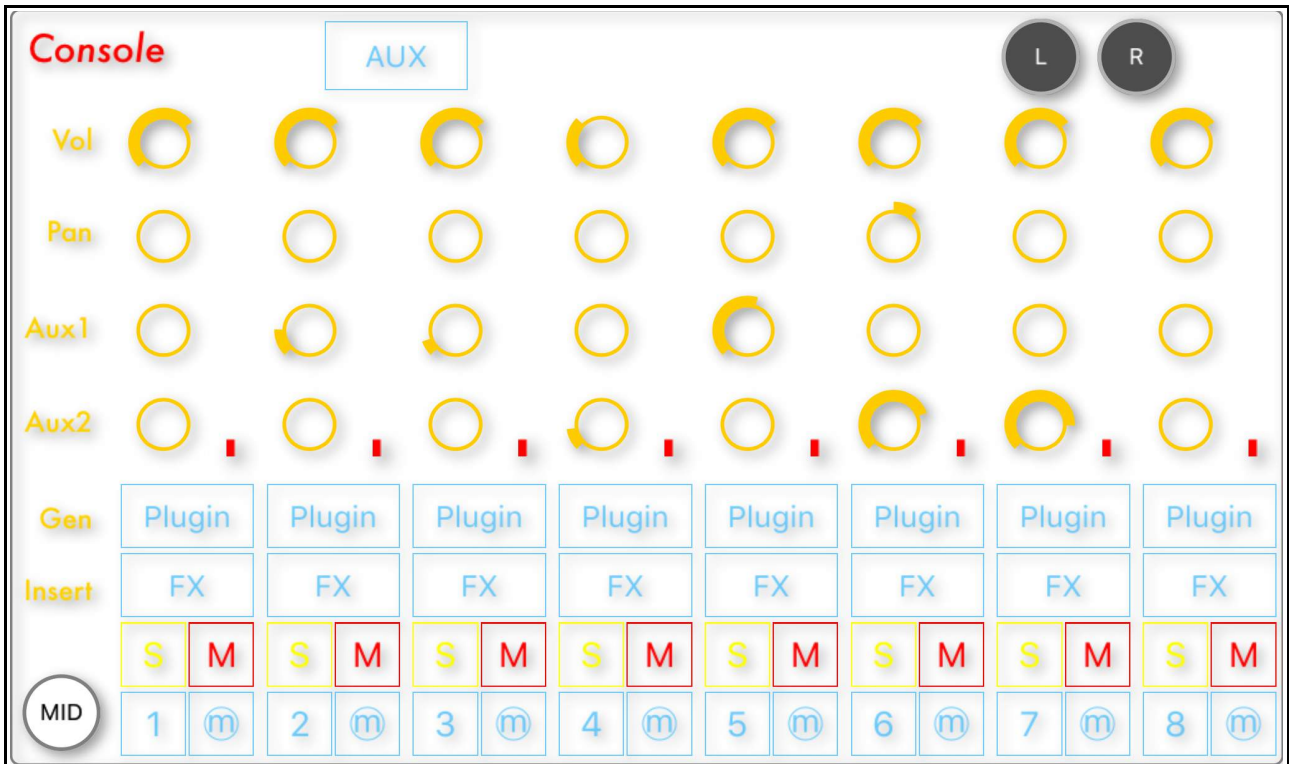 Console AUX L R
Vol
Pan
Aux1
Aux2
Gen Plugin Plugin Plugin Plugin Plugin Plugin Plugin Plugin
Insert FX FX FX FX FX FX FX FX
S M S M S M S M S M S M S M S M
MID 1 ⓜ 2 ⓜ 3 ⓜ 4 ⓜ 5 ⓜ 6 ⓜ 7 ⓜ 8 ⓜ